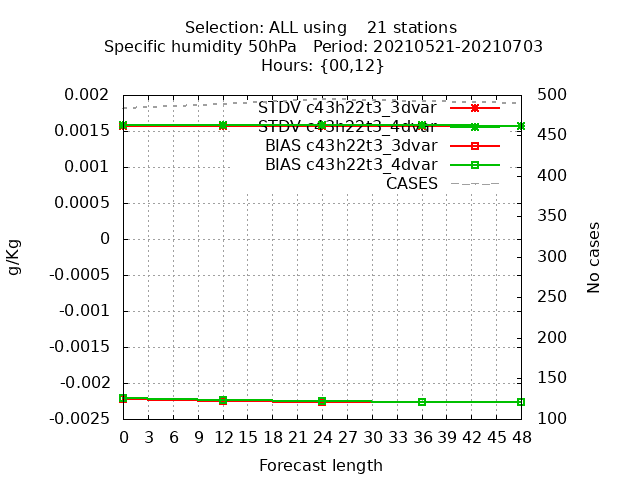 Selection: ALL using    21 stations
Specific humidity 50hPa   Period: 20210521-20210703
Hours: {00,12}
0.002
0.0015
0.001
0.0005
0
-0.0005
-0.001
-0.0015
-0.002
-0.0025
g/Kg
STDV c43h22t3_3dvar
STDV c43h22t3_4dvar
BIAS c43h22t3_3dvar
BIAS c43h22t3_4dvar
CASES
500
450
400
350
300
250
200
150
100
No cases
0 3 6 9 12 15 18 21 24 27 30 33 36 39 42 45 48
Forecast length